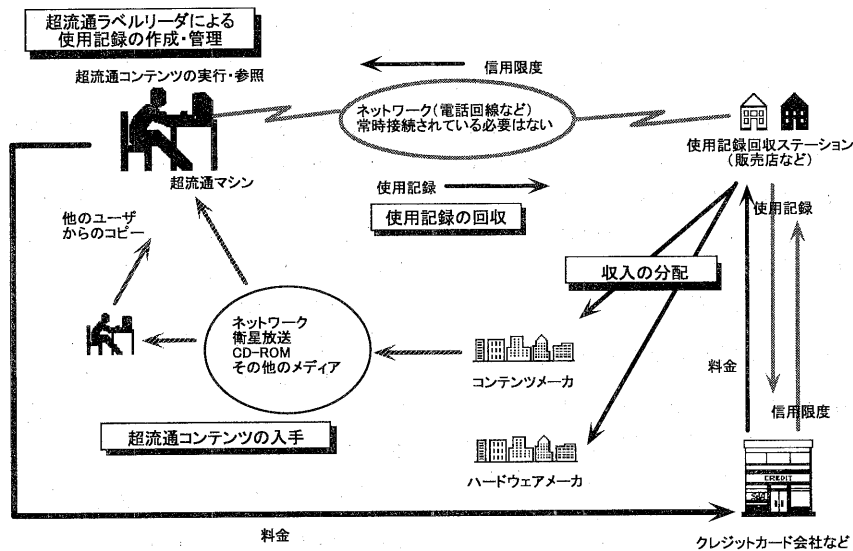 超流通ラベルリーダによる
使用記録の作成・管理
超流通コンテンツの実行・参照
信用限度
ネットワーク(電話回線など)
常時接続されている必要はない
使用記録回収ステーション
(販売店など)
超流通マシン
使用記録
使用記録の回収
使用記録
他のユーザ
からのコピー
収入の分配
ネットワーク
衛星放送
CD-ROM
その他のメディア
コンテンツメーカ
料金
信用限度
超流通コンテンツの入手
ハードウェアメーカ
CREDIT
料金
クレジットカード会社など